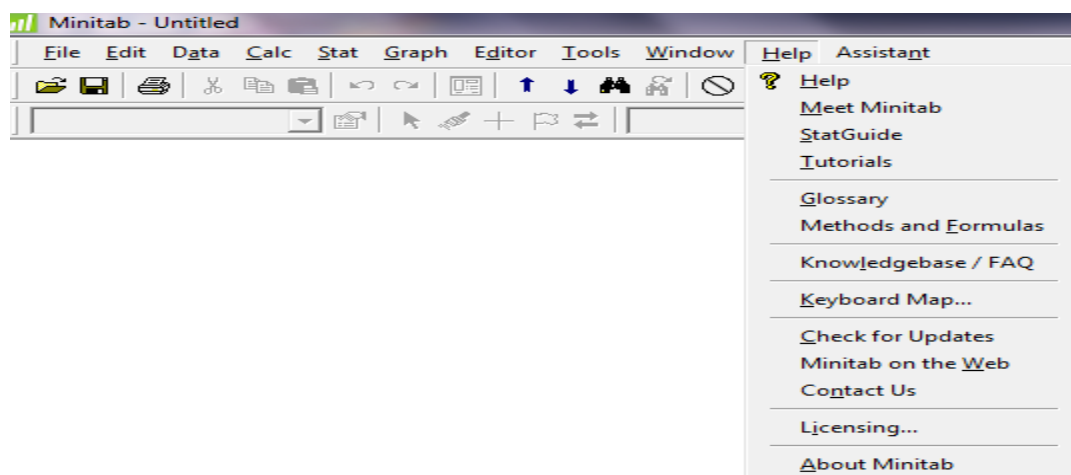 Minitab - Untitled
File Edit Data Calc Stat Graph Editor Tools Window Help Assistant
Help
Meet Minitab
StatGuide
Tutorials
Glossary
Methods and Formulas
Knowledgebase / FAQ
Keyboard Map...
Check for Updates
Minitab on the Web
Contact Us
Licensing...
About Minitab